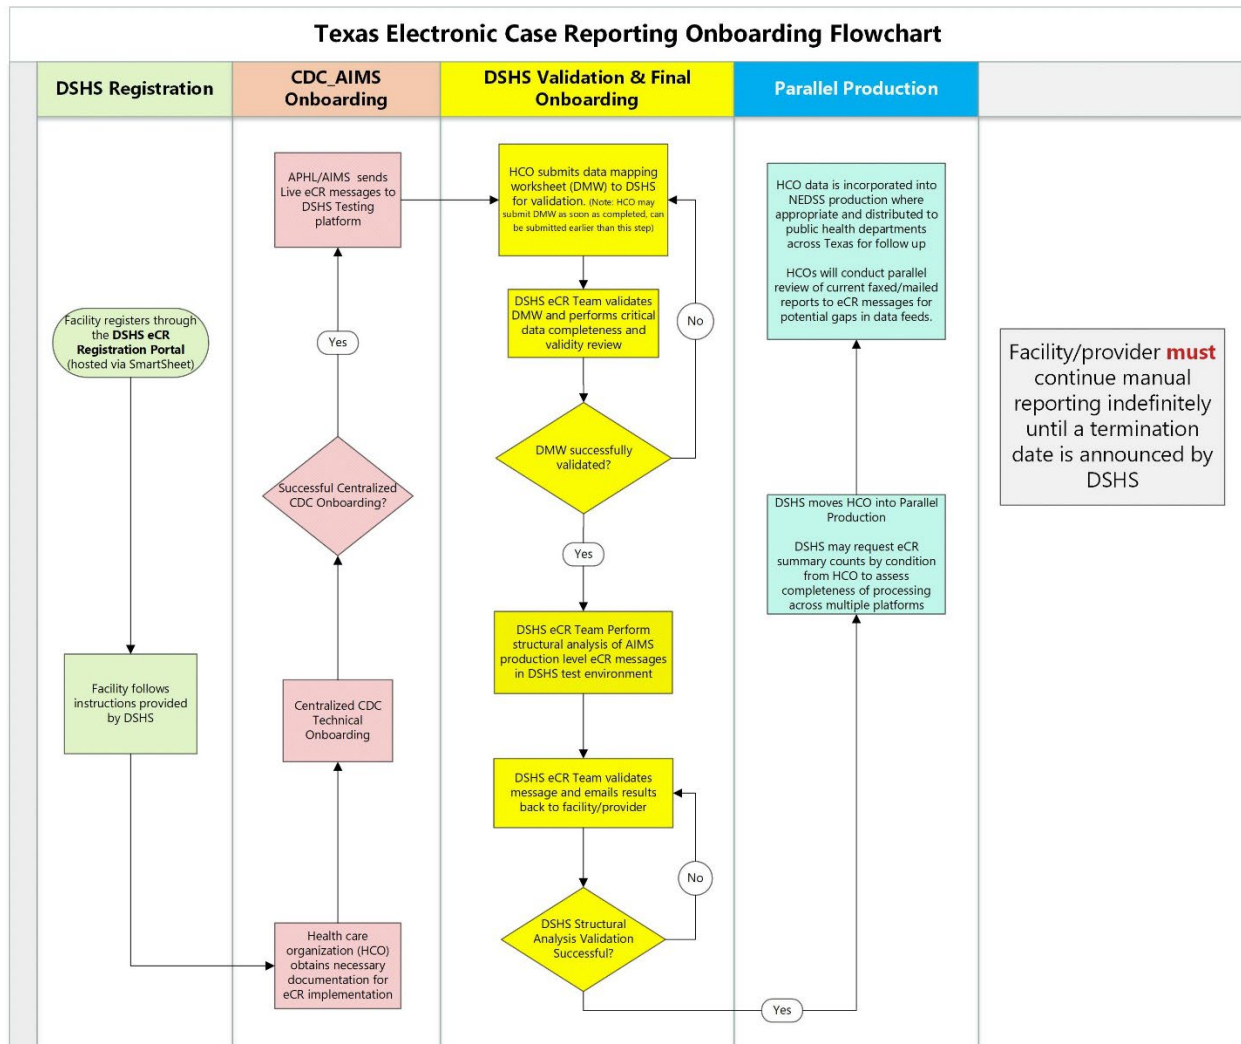 Texas Electronic Case Reporting Onboarding Flowchart
DSHS Registration
CDC_AIMS
Onboarding
DSHS Validation & Final
Onboarding
Parallel Production
Facility registers through
the DSHS eCR
Registration Portal
(hosted via SmartSheet)
Facility follows
instructions provided
by DSHS
APHL/AIMS sends
Live eCR messages to
DSHS Testing
platform
Yes
Successful Centralized
CDC Onboarding?
Centralized CDC
Technical
Onboarding
Health care
organization (HCO)
obtains necessary
documentation for
eCR implementation
HCO submits data mapping
worksheet (DMW) to DSHS
for validation. (Note: HCO may
submit DMW as soon as completed, can
be submitted earlier than this step)
DSHS eCR Team validates
DMW and performs critical
data completeness and
validity review
No
DMW successfully
validated?
Yes
DSHS eCR Team Perform
structural analysis of AIMS
production level eCR messages
in DSHS test environment
DSHS eCR Team validates
message and emails results
back to facility/provider
No
DSHS Structural
Analysis Validation
Successful?
Yes
HCO data is incorporated into
NEDSS production where
appropriate and distributed to
public health departments
across Texas for follow up
HCOs will conduct parallel
review of current faxed/mailed
reports to eCR messages for
potential gaps in data feeds.
DSHS moves HCO into Parallel
Production
DSHS may request eCR
summary counts by condition
from HCO to assess
completeness of processing
across multiple platforms
Facility/provider must
continue manual
reporting indefinitely
until a termination
date is announced by
DSHS